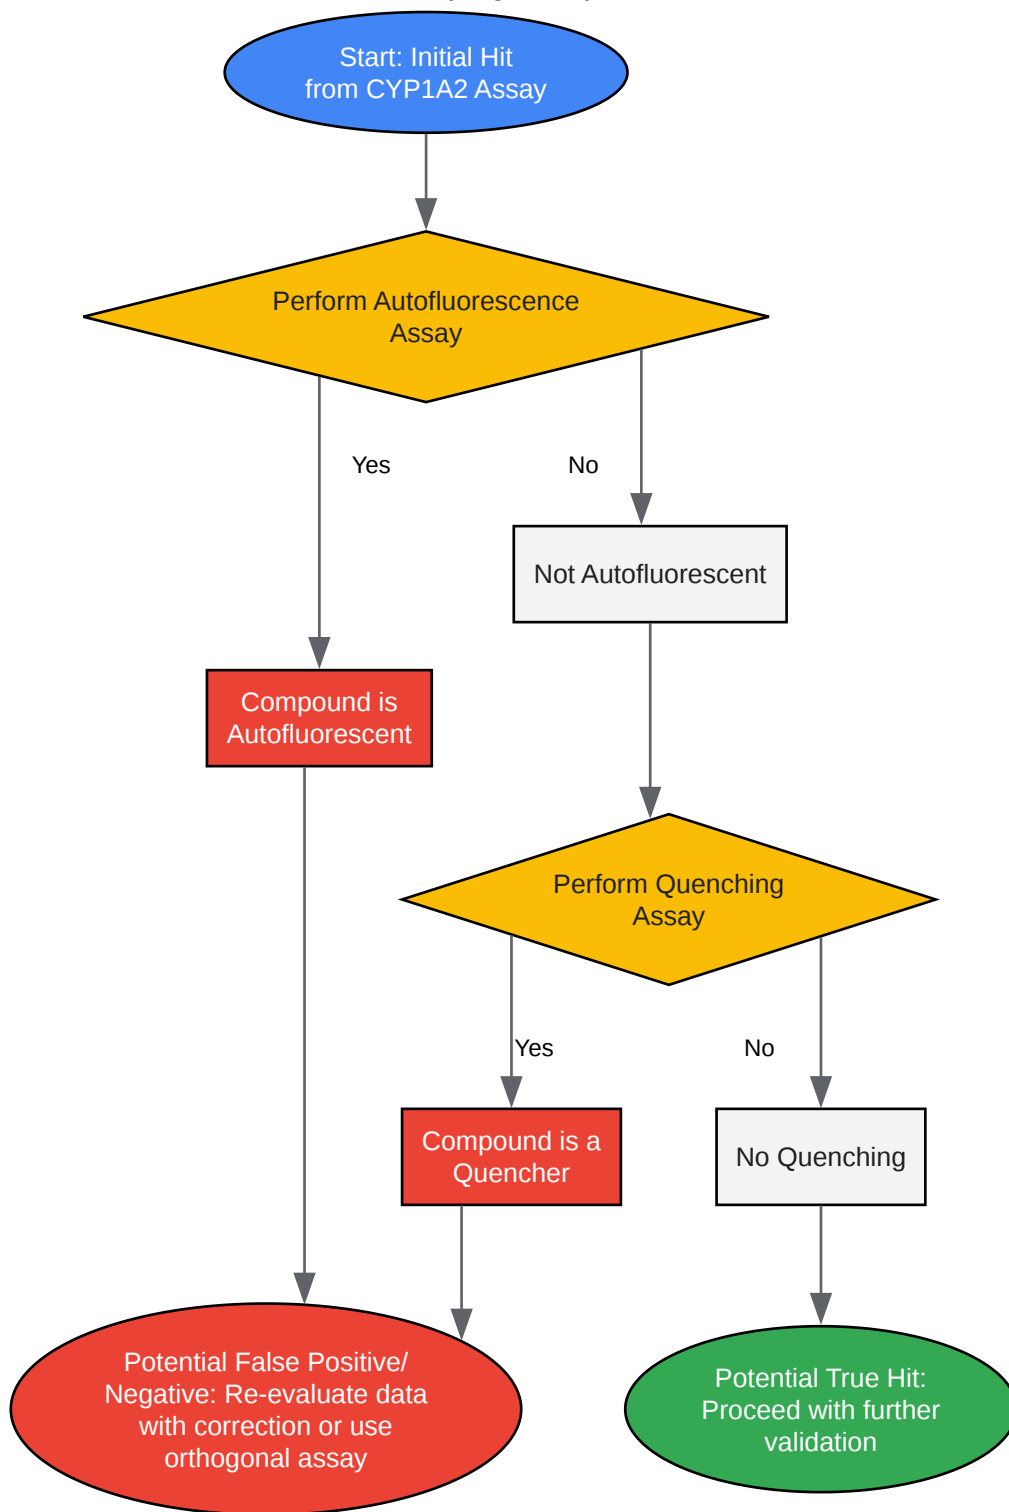 Start: Initial Hit
from CYP1A2 Assay
Perform Autofluorescence
Assay
Yes
No
Not Autofluorescent
Compound is
Autofluorescent
Perform Quenching
Assay
Yes
No
Compound is a
Quencher
No Quenching
Potential False Positive/
Negative: Re-evaluate data
with correction or use
orthogonal assay
Potential True Hit:
Proceed with further
validation